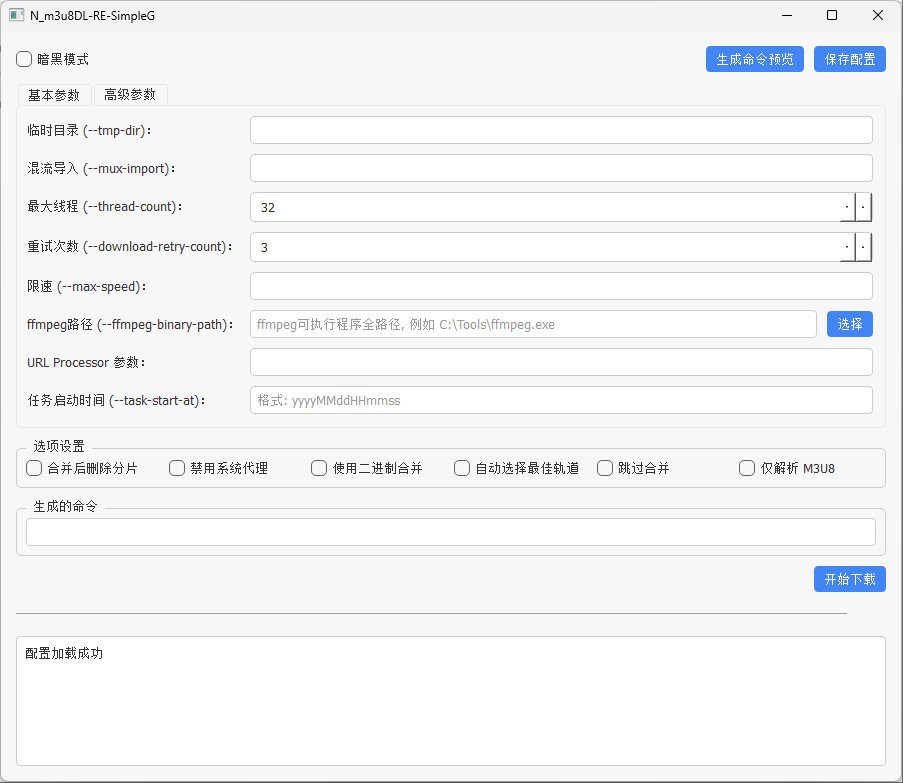 N_m3u8DL-RE-SimpleG
暗黑模式 生成命令预览 保存配置
基本参数 高级参数
临时目录 (--tmp-dir)：
混流导入 (--mux-import)：
最大线程 (--thread-count)： 32
重试次数 (--download-retry-count)： 3
限速 (--max-speed)：
ffmpeg路径 (--ffmpeg-binary-path)： ffmpeg可执行程序全路径, 例如 C:\Tools\ffmpeg.exe 选择
URL Processor 参数：
任务启动时间 (--task-start-at)： 格式: yyyyMMddHHmmss
选项设置
合并后删除分片 禁用系统代理 使用二进制合并 自动选择最佳轨道 跳过合并 仅解析 M3U8
生成的命令
开始下载
配置加载成功